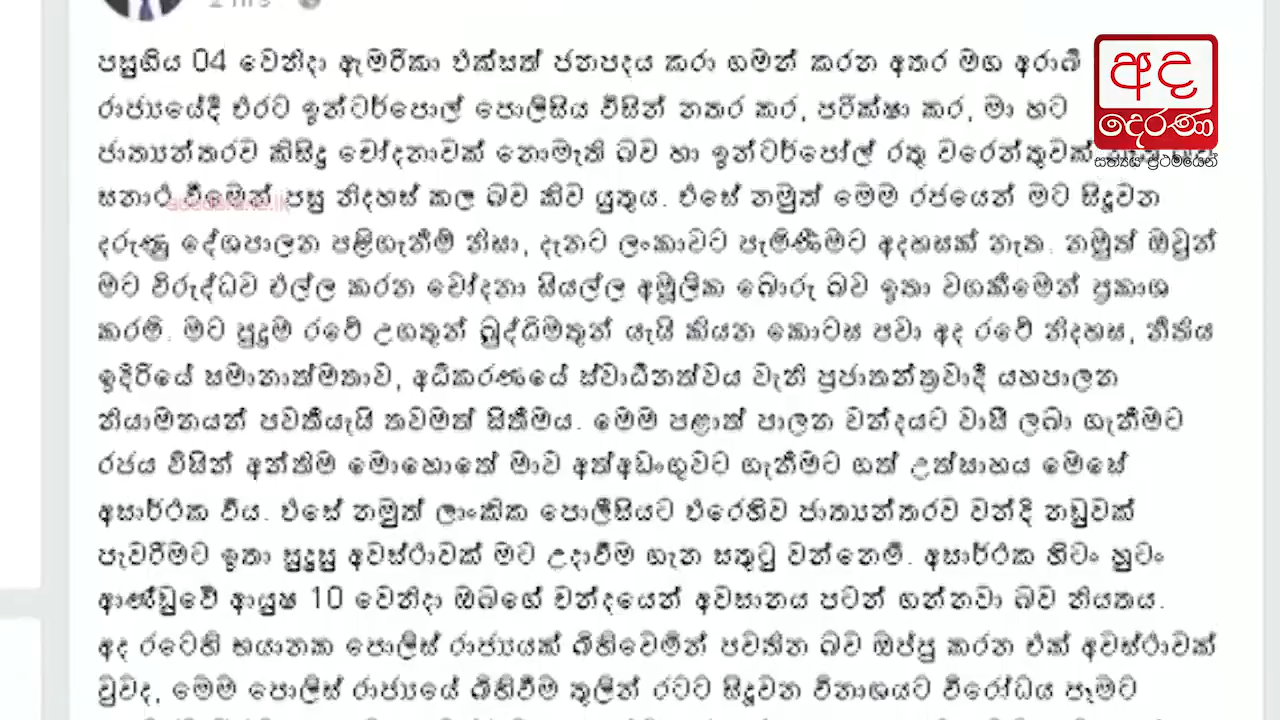 පසුගිය 04 වෙනිදා ඇමරිකා එක්සත් ජනපදය කරා ගමන් කරන අතර මග අරාබි
රාජ්‍යයේදී එරට ඉන්ටර්පොල් පොලිසිය විසින් නතර කර, පරික්ෂා කර, මා හට
ජාත්‍යන්තරව කිසිදු චෝදනාවක් නොමැති බව හා ඉන්ටර්පෝල් රතු වරෙන්තුවක්
සනාථ වීමෙන් පසු නිදහස් කල බව කිව යුතුය. එසේ නමුත් මෙම රජයෙන් මට සිදුවන
දරුණු දේශපාලන පළිගැනීම් නිසා, දැනට ලංකාවට පැමිණීමට අදහසක් නැත. නමුත් ඔවුන්
මට විරුද්ධව එල්ල කරන චෝදනා සියල්ල අමූලික බොරු බව ඉතා වගකීමෙන් ප්‍රකාශ
කරමි. මට පුදුම රටේ උගතුන් බුද්ධිමතුන් යැයි කියන කොටස පවා අද රටේ නිදහස, නීතිය
ඉදිරියේ සමානාත්මතාව, අධිකරණයේ ස්වාධීනත්වය වැනි ප්‍රජාතන්ත්‍රවාදී යහපාලන
නියාමනයන් පවතීයැයි තවමත් සිතීමය. මෙම පළාත් පාලන චන්දයට වාසි ලබා ගැනීමට
රජය විසින් අන්තිම මොහොතේ මාව අත්අඩංගුවට ගැනීමට ගත් උත්සාහය මෙසේ
අසාර්ථක විය. එසේ නමුත් ලාංකික පොලීසියට එරෙහිව ජාත්‍යන්තරව වන්දි නඩුවක්
පැවරීමට ඉතා සුදුසු අවස්ථාවක් මට උදාවීම ගැන සතුටු වන්නෙමි. අසාර්ථක හිටං හුටං
ආණ්ඩුවේ ආයුෂ 10 වෙනිදා ඔබගේ චන්දයෙන් අවසානය පටන් ගන්නවා බව නියතය.
අද රටෙහි භයානක පොලිස් රාජ්‍යයක් බිහිවෙමින් පවතින බව ඔප්පු කරන එක් අවස්ථාවක්
වුවද, මෙම පොලිස් රාජ්‍යයේ බිහිවීම තුලින් රටට සිදුවන විනාශයට විරෝධය පෑමට
අද
දෙරණ
සත්‍යය ප්‍රථමයෙන්